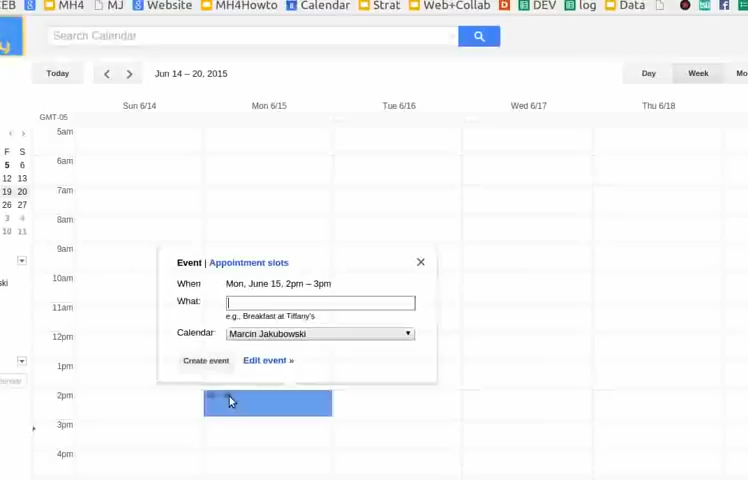 EB MH4 MJ Website MH4Howto Calendar Strat Web+Collab DEV log Data
Search Calendar
Today Jun 14 – 20, 2015 Day Week Mo
Sun 6/14 Mon 6/15 Tue 6/16 Wed 6/17 Thu 6/18
GMT-05
5am
F S
5 6
6am
12 13
19 20
7am
26 27
3 4
8am
10 11
9am
Event | Appointment slots
10am
When Mon, June 15, 2pm – 3pm
ski
What:
11am
e.g., Breakfast at Tiffany's
Calendar Marcin Jakubowski
12pm
Create event Edit event »
1pm
2pm
3pm
4pm